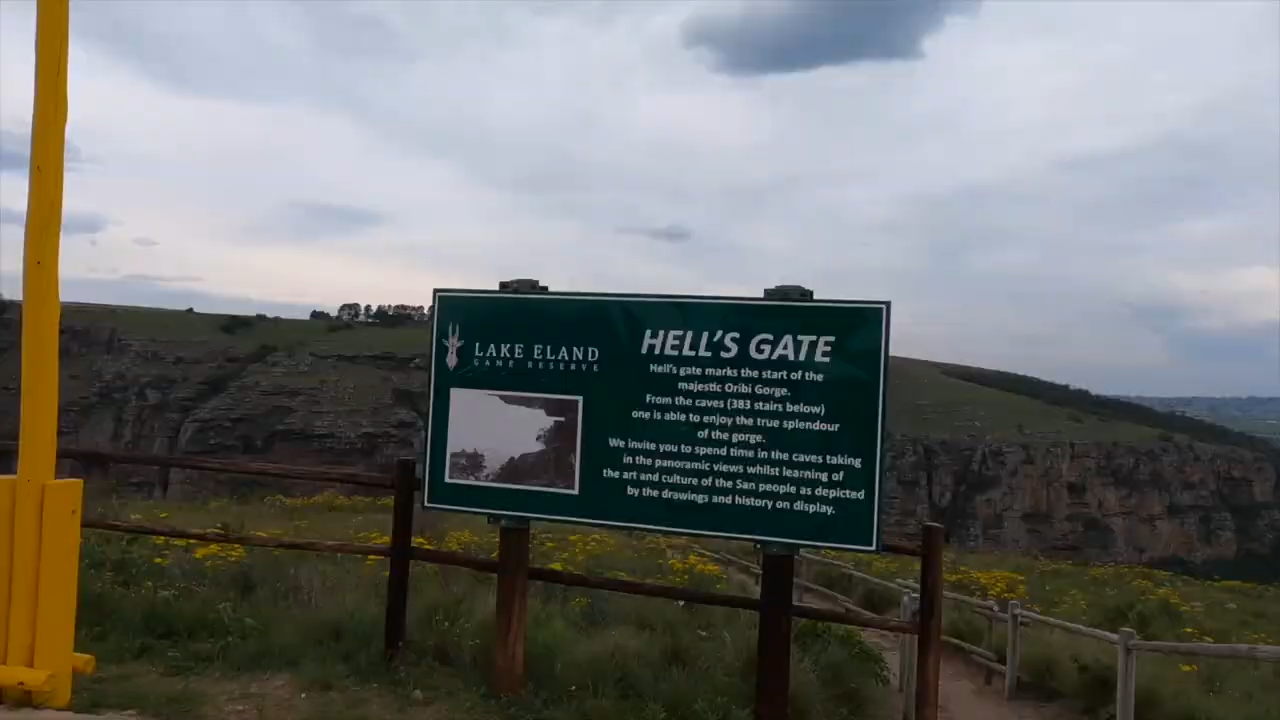 LAKE ELAND
GAME RESERVE
HELL'S GATE
Hell's gate marks the start of the
majestic Oribi Gorge.
From the caves (383 stairs below)
one is able to enjoy the true splendour
of the gorge.
We invite you to spend time in the caves taking
in the panoramic views whilst learning of
the art and culture of the San people as depicted
by the drawings and history on display.